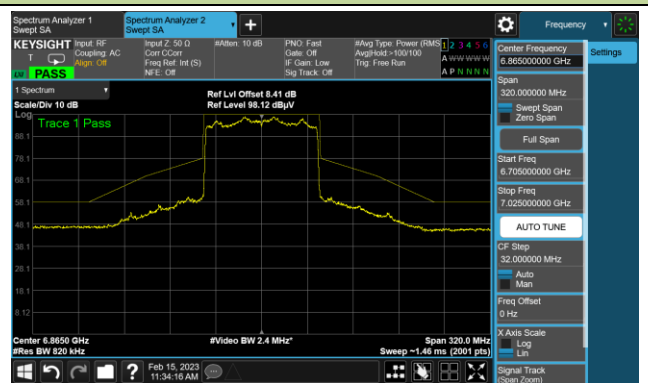 Spectrum Analyzer 1
Swept SA
Spectrum Analyzer 2
Swept SA
Frequency
KEYSIGHT
Input: RF
Coupling: AC
Align: Off
Input Z: 50 Ω
Corr CCorr
Freq Ref: Int (S)
NFE: Off
#Atten: 10 dB
PNO: Fast
Gate: Off
IF Gain: Low
Sig Track: Off
#Avg Type: Power (RMS
Avg|Hold:>100/100
Trig: Free Run
1 2 3 4 5 6
A W W W W W
A P N N N N
T
PASS
1 Spectrum
Scale/Div 10 dB
Ref Lvl Offset 8.41 dB
Ref Level 98.12 dBµV
Log
Trace 1 Pass
88.1
78.1
68.1
58.1
48.1
38.1
28.1
18.1
8.12
Center 6.8650 GHz
#Res BW 820 kHz
#Video BW 2.4 MHz*
Span 320.0 MHz
Sweep ~1.46 ms (2001 pts)
Feb 15, 2023
11:34:16 AM
Center Frequency
6.865000000 GHz
Settings
Span
320.000000 MHz
Swept Span
Zero Span
Full Span
Start Freq
6.705000000 GHz
Stop Freq
7.025000000 GHz
AUTO TUNE
CF Step
32.000000 MHz
Auto
Man
Freq Offset
0 Hz
X Axis Scale
Log
Lin
Signal Track
(Span Zoom)